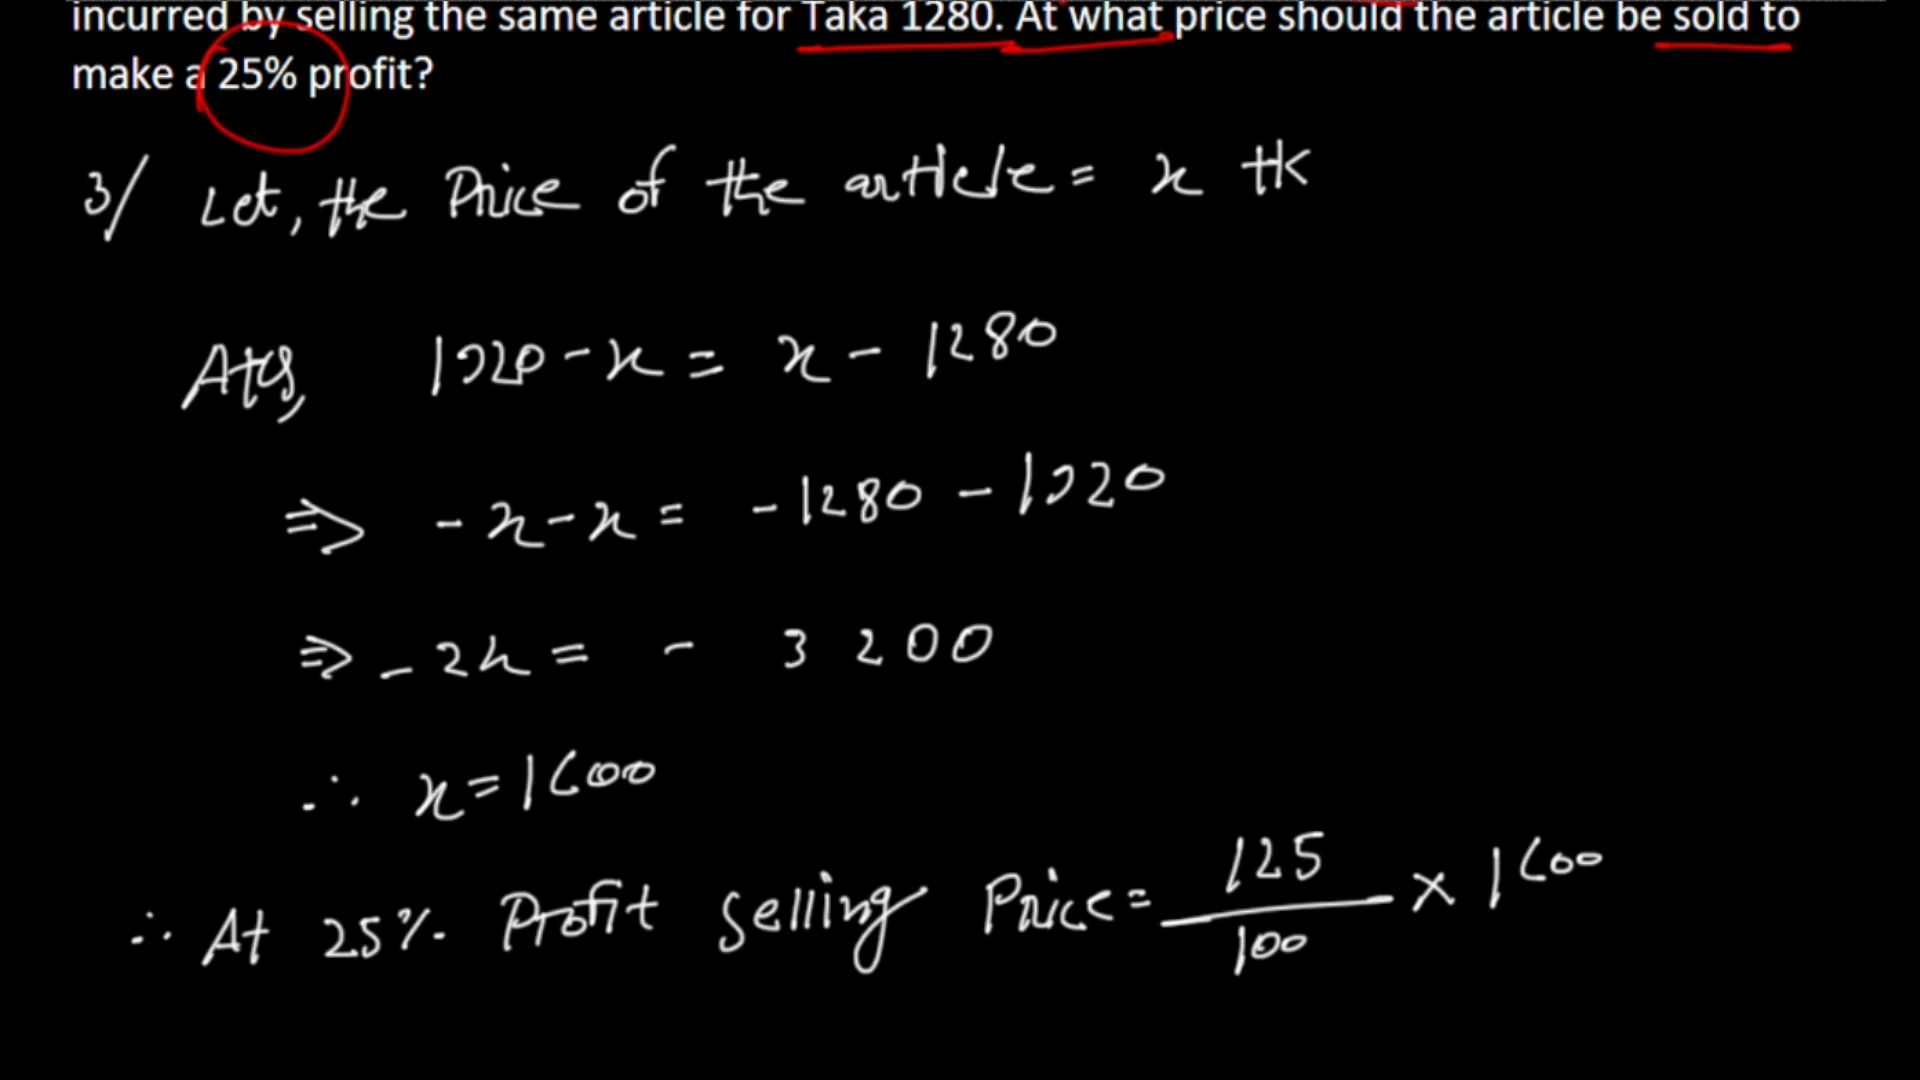 incurred by selling the same article for Taka 1280. At what price should the article be sold to
make a 25% profit?
3/ Let, the Price of the article = x tk
Atq, 1920 - x = x - 1280
⇒ - x - x = - 1280 - 1920
⇒ - 2x = - 3200
∴ x = 1600
∴ At 25% Profit Selling Price = 125/100 × 1600